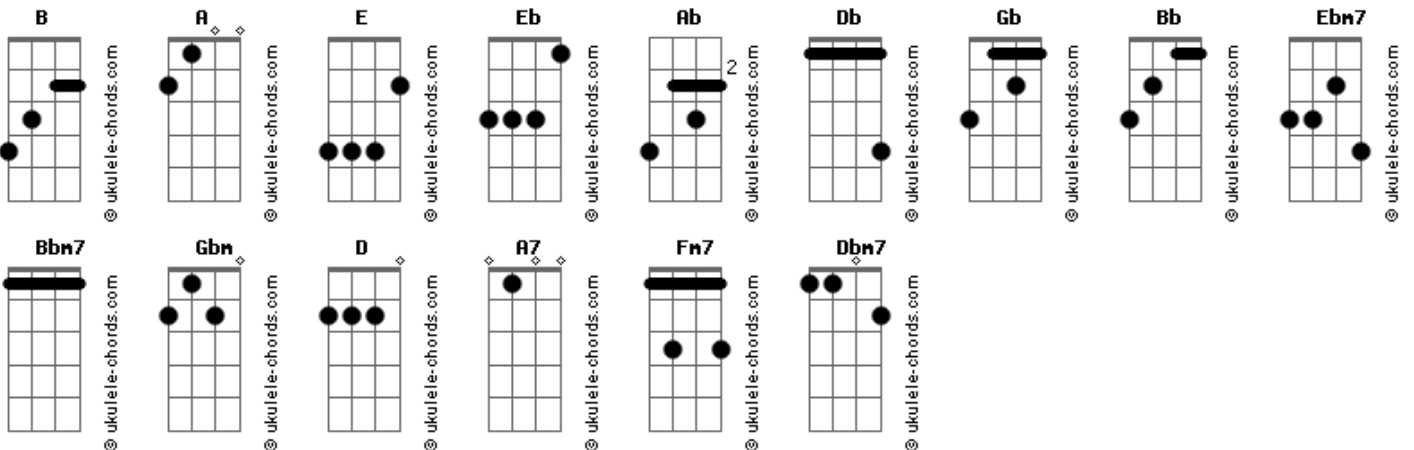 B A E Eb Ab Db Gb Bb Ebm7
© ukulele-chords.com © ukulele-chords.com © ukulele-chords.com © ukulele-chords.com 2 © ukulele-chords.com © ukulele-chords.com © ukulele-chords.com © ukulele-chords.com © ukulele-chords.com
Bbm7 Gbm D A7 Fm7 Dbm7
© ukulele-chords.com © ukulele-chords.com © ukulele-chords.com © ukulele-chords.com © ukulele-chords.com © ukulele-chords.com